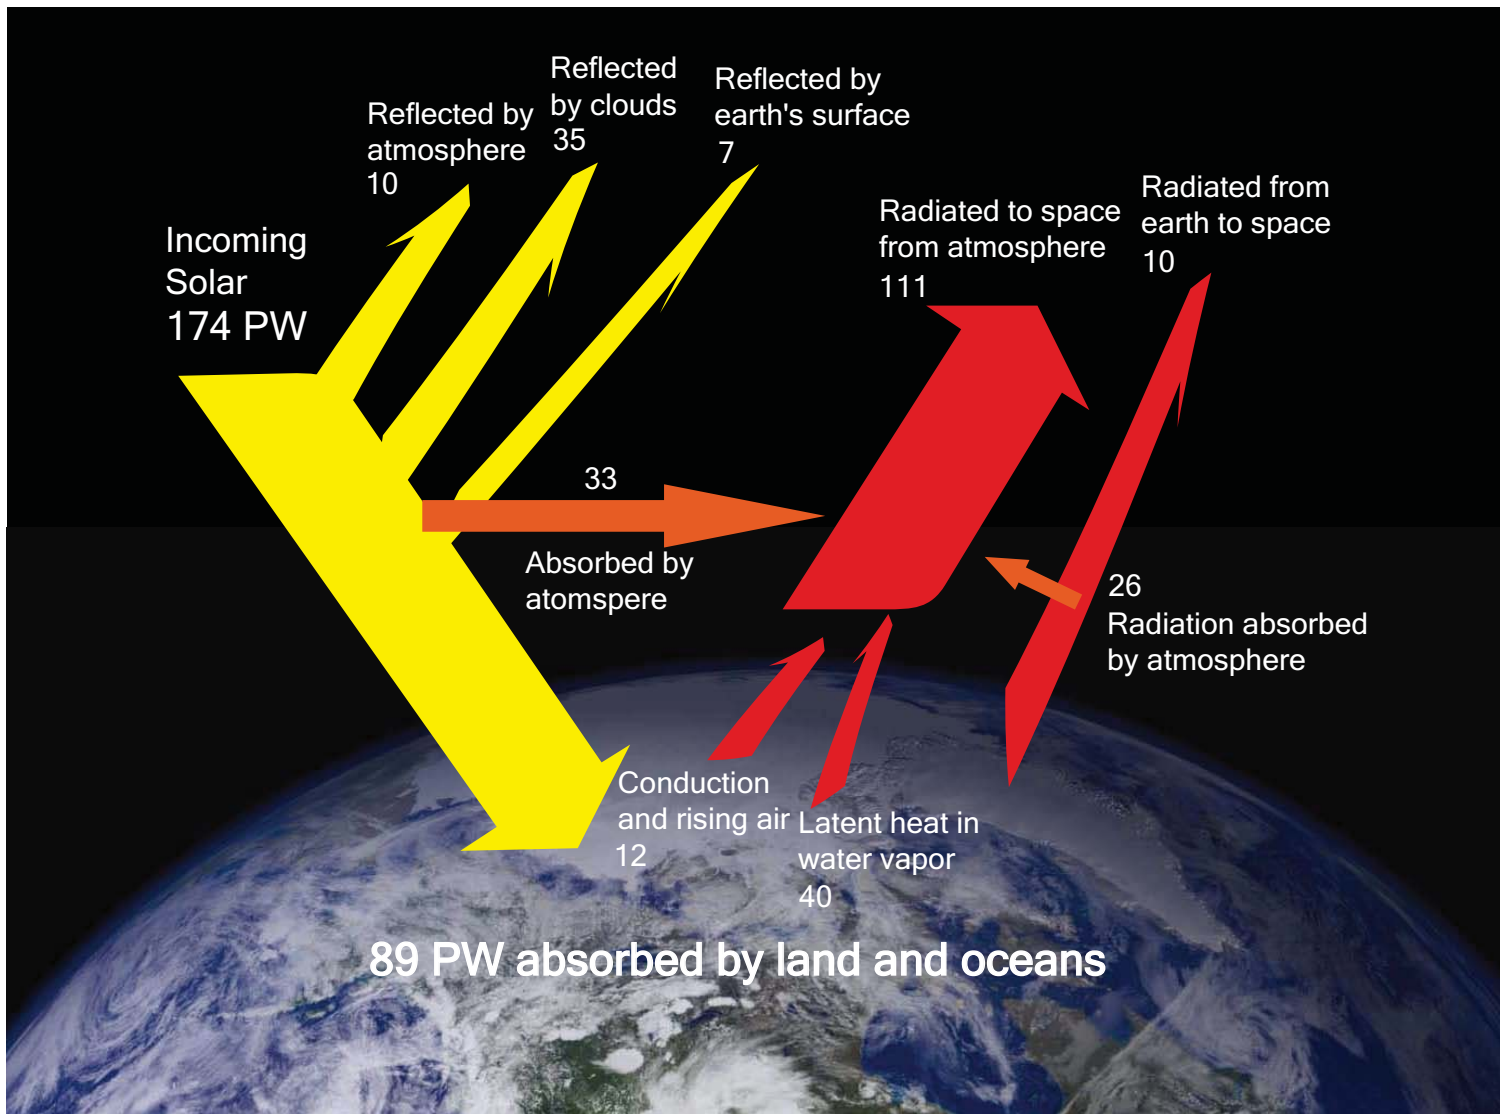 Reflected
by clouds
35
Reflected by
earth's surface
7
Reflected by
atmosphere
10
Radiated from
earth to space
10
Radiated to space
from atmosphere
111
Incoming
Solar
174 PW
33
Absorbed by
atomspere
26
Radiation absorbed
by atmosphere
Conduction
and rising air
12
Latent heat in
water vapor
40
89 PW absorbed by land and oceans